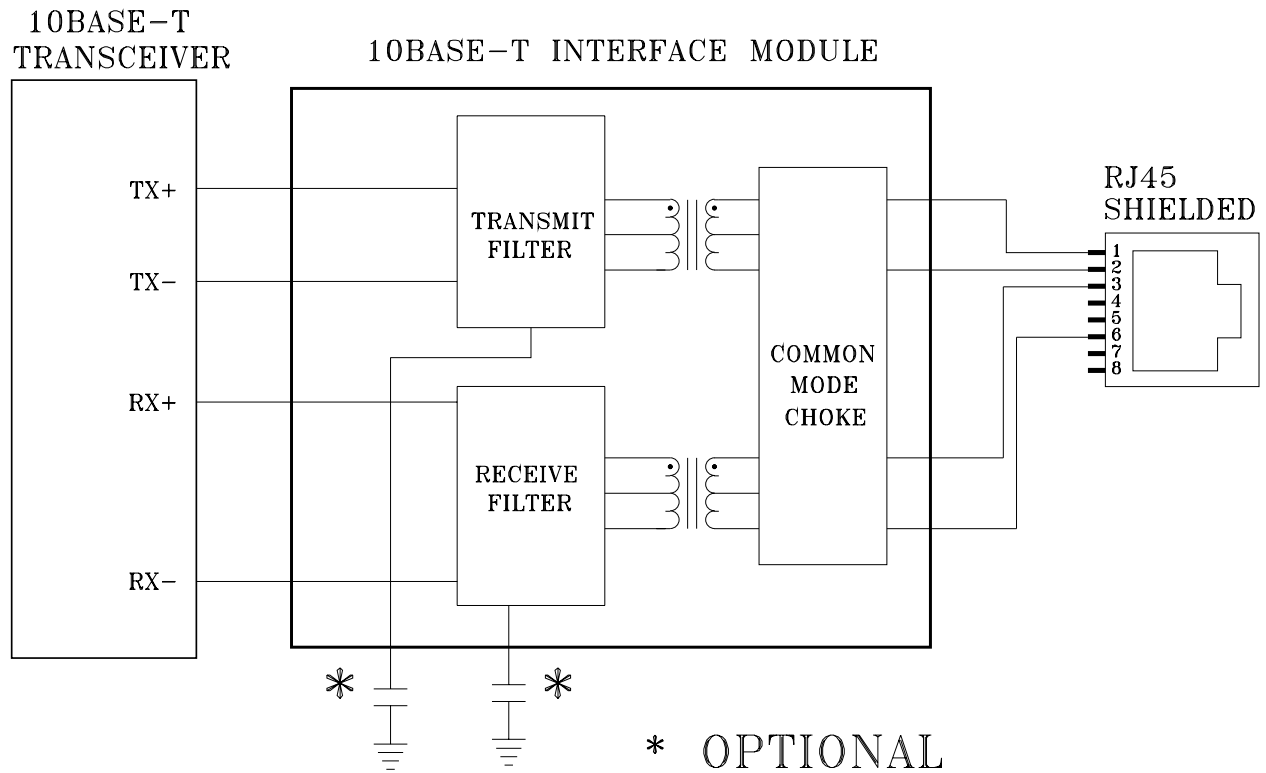 10BASE-T
TRANSCEIVER
10BASE-T INTERFACE MODULE
TX+
TX-
RX+
RX-
TRANSMIT
FILTER
RECEIVE
FILTER
COMMON
MODE
CHOKE
RJ45
SHIELDED
1
2
3
4
5
6
7
8
*
*
* OPTIONAL